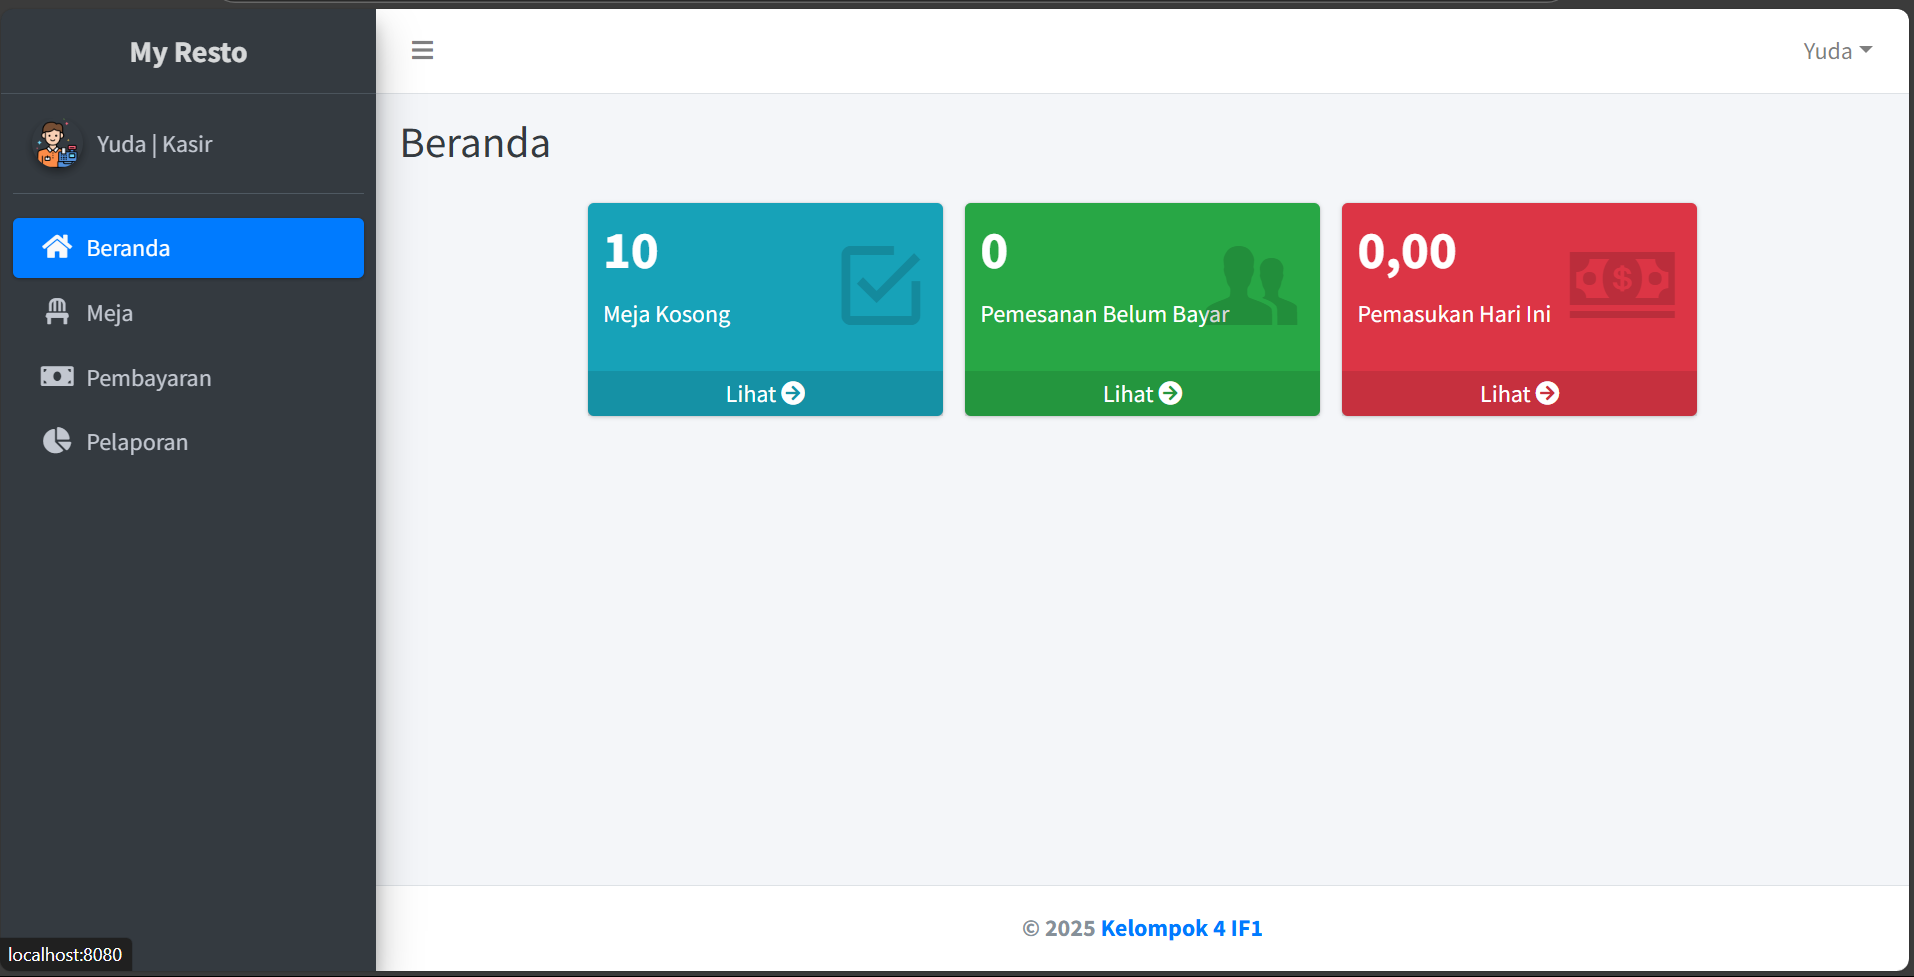 My Resto
Yuda | Kasir
Beranda
Meja
Pembayaran
Pelaporan
Yuda
Beranda
10
Meja Kosong
Lihat
0
Pemesanan Belum Bayar
Lihat
0,00
Pemasukan Hari Ini
Lihat
© 2025 Kelompok 4 IF1
localhost:8080